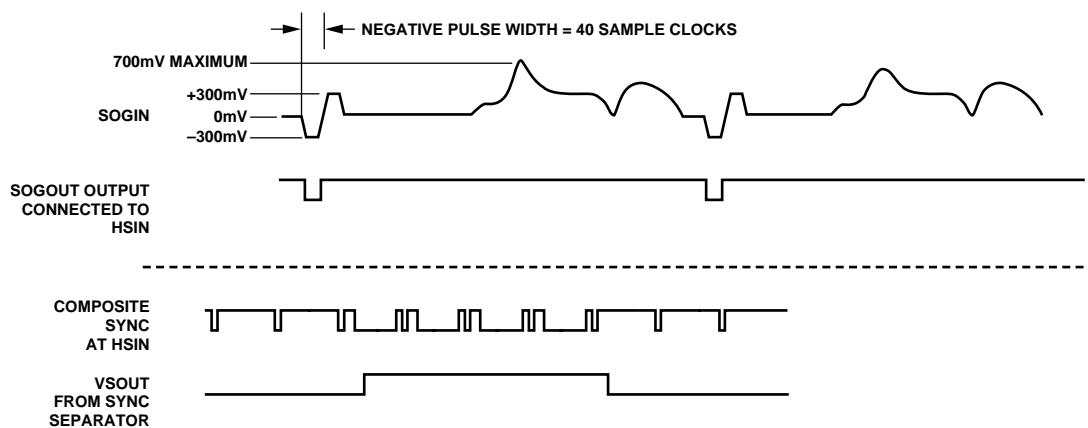 NEGATIVE PULSE WIDTH = 40 SAMPLE CLOCKS
700mV MAXIMUM
+300mV
SOGIN
0mV
–300mV
SOGOUT OUTPUT
CONNECTED TO
HSIN
COMPOSITE
SYNC
AT HSIN
VSOUT
FROM SYNC
SEPARATOR